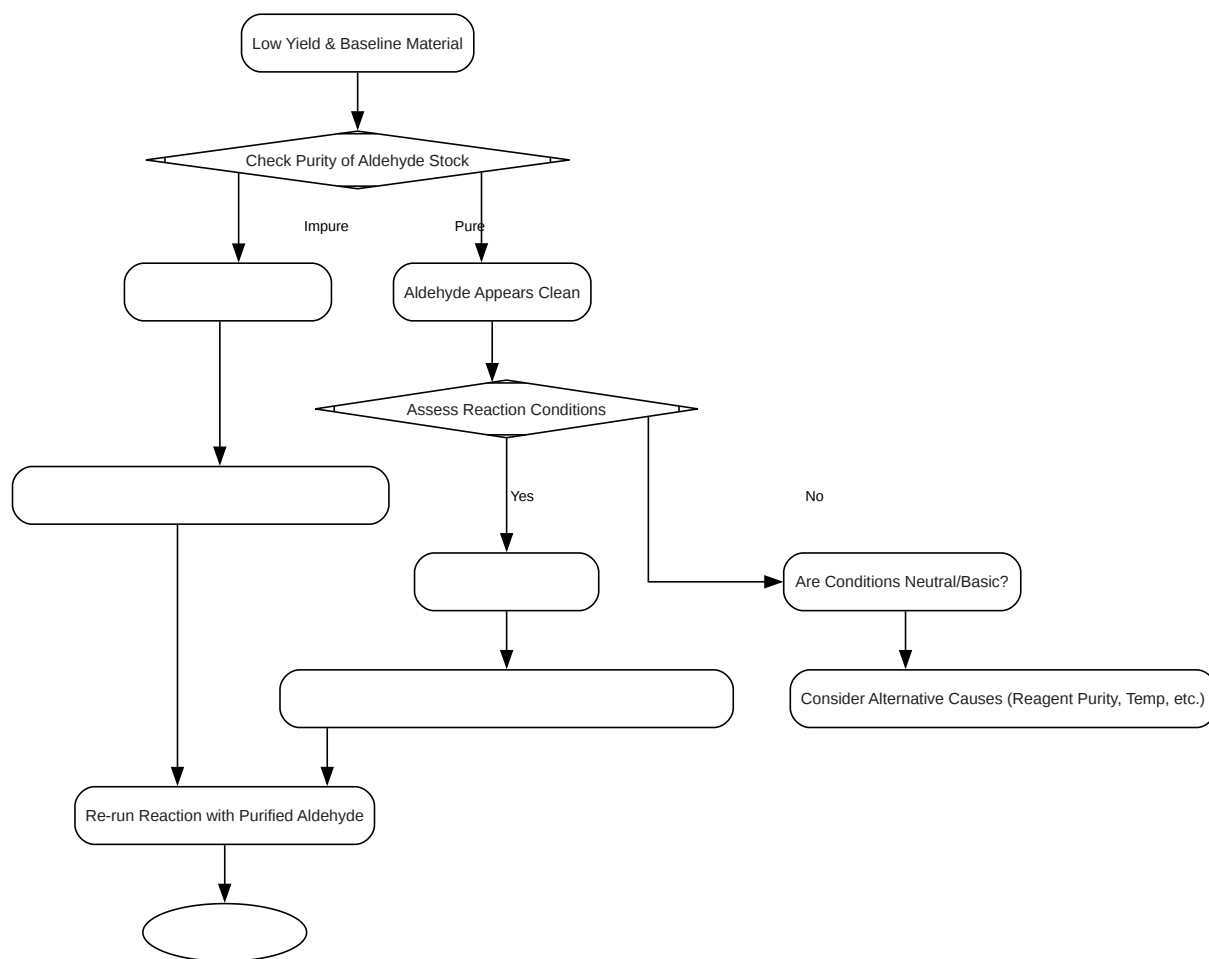 Low Yield & Baseline Material
Check Purity of Aldehyde Stock
Impure
Pure
Aldehyde Appears Clean
Assess Reaction Conditions
Yes
No
Are Conditions Neutral/Basic?
Consider Alternative Causes (Reagent Purity, Temp, etc.)
Re-run Reaction with Purified Aldehyde